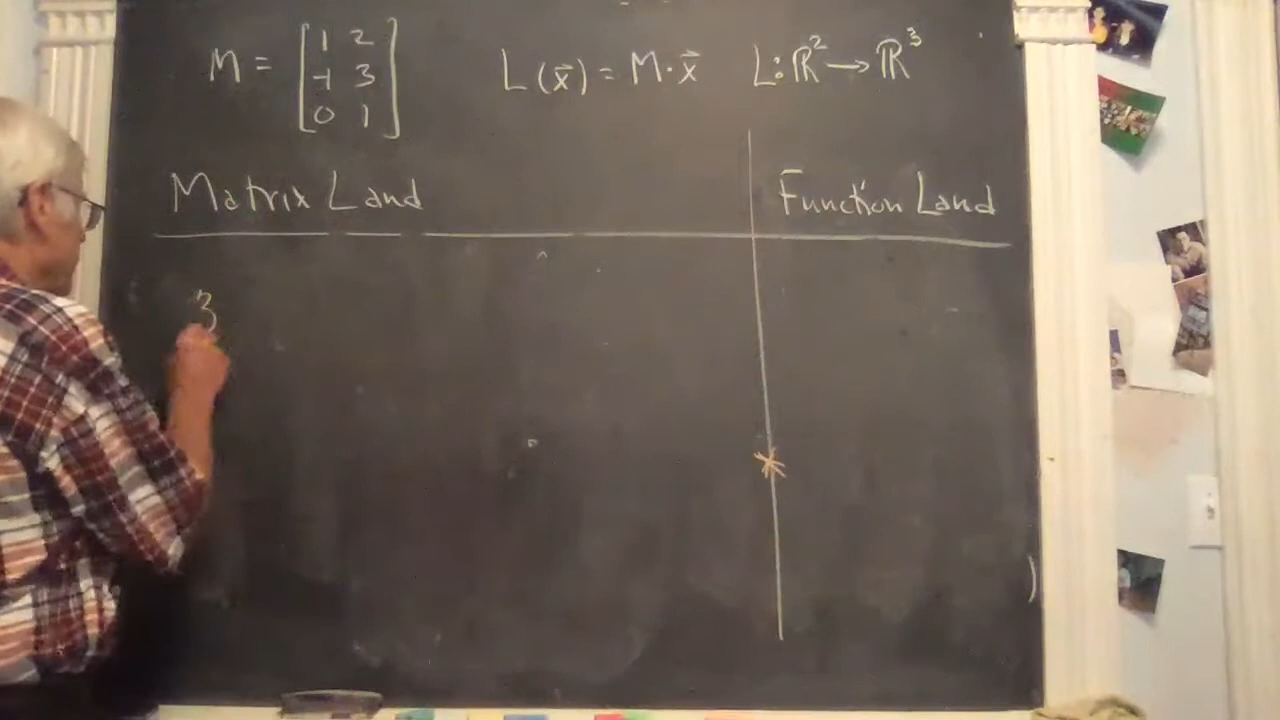 M = [1 2; -1 3; 0 1] L(x⃗) = M·x⃗ L: ℝ² → ℝ³
Matrix Land Function Land
3
*
)